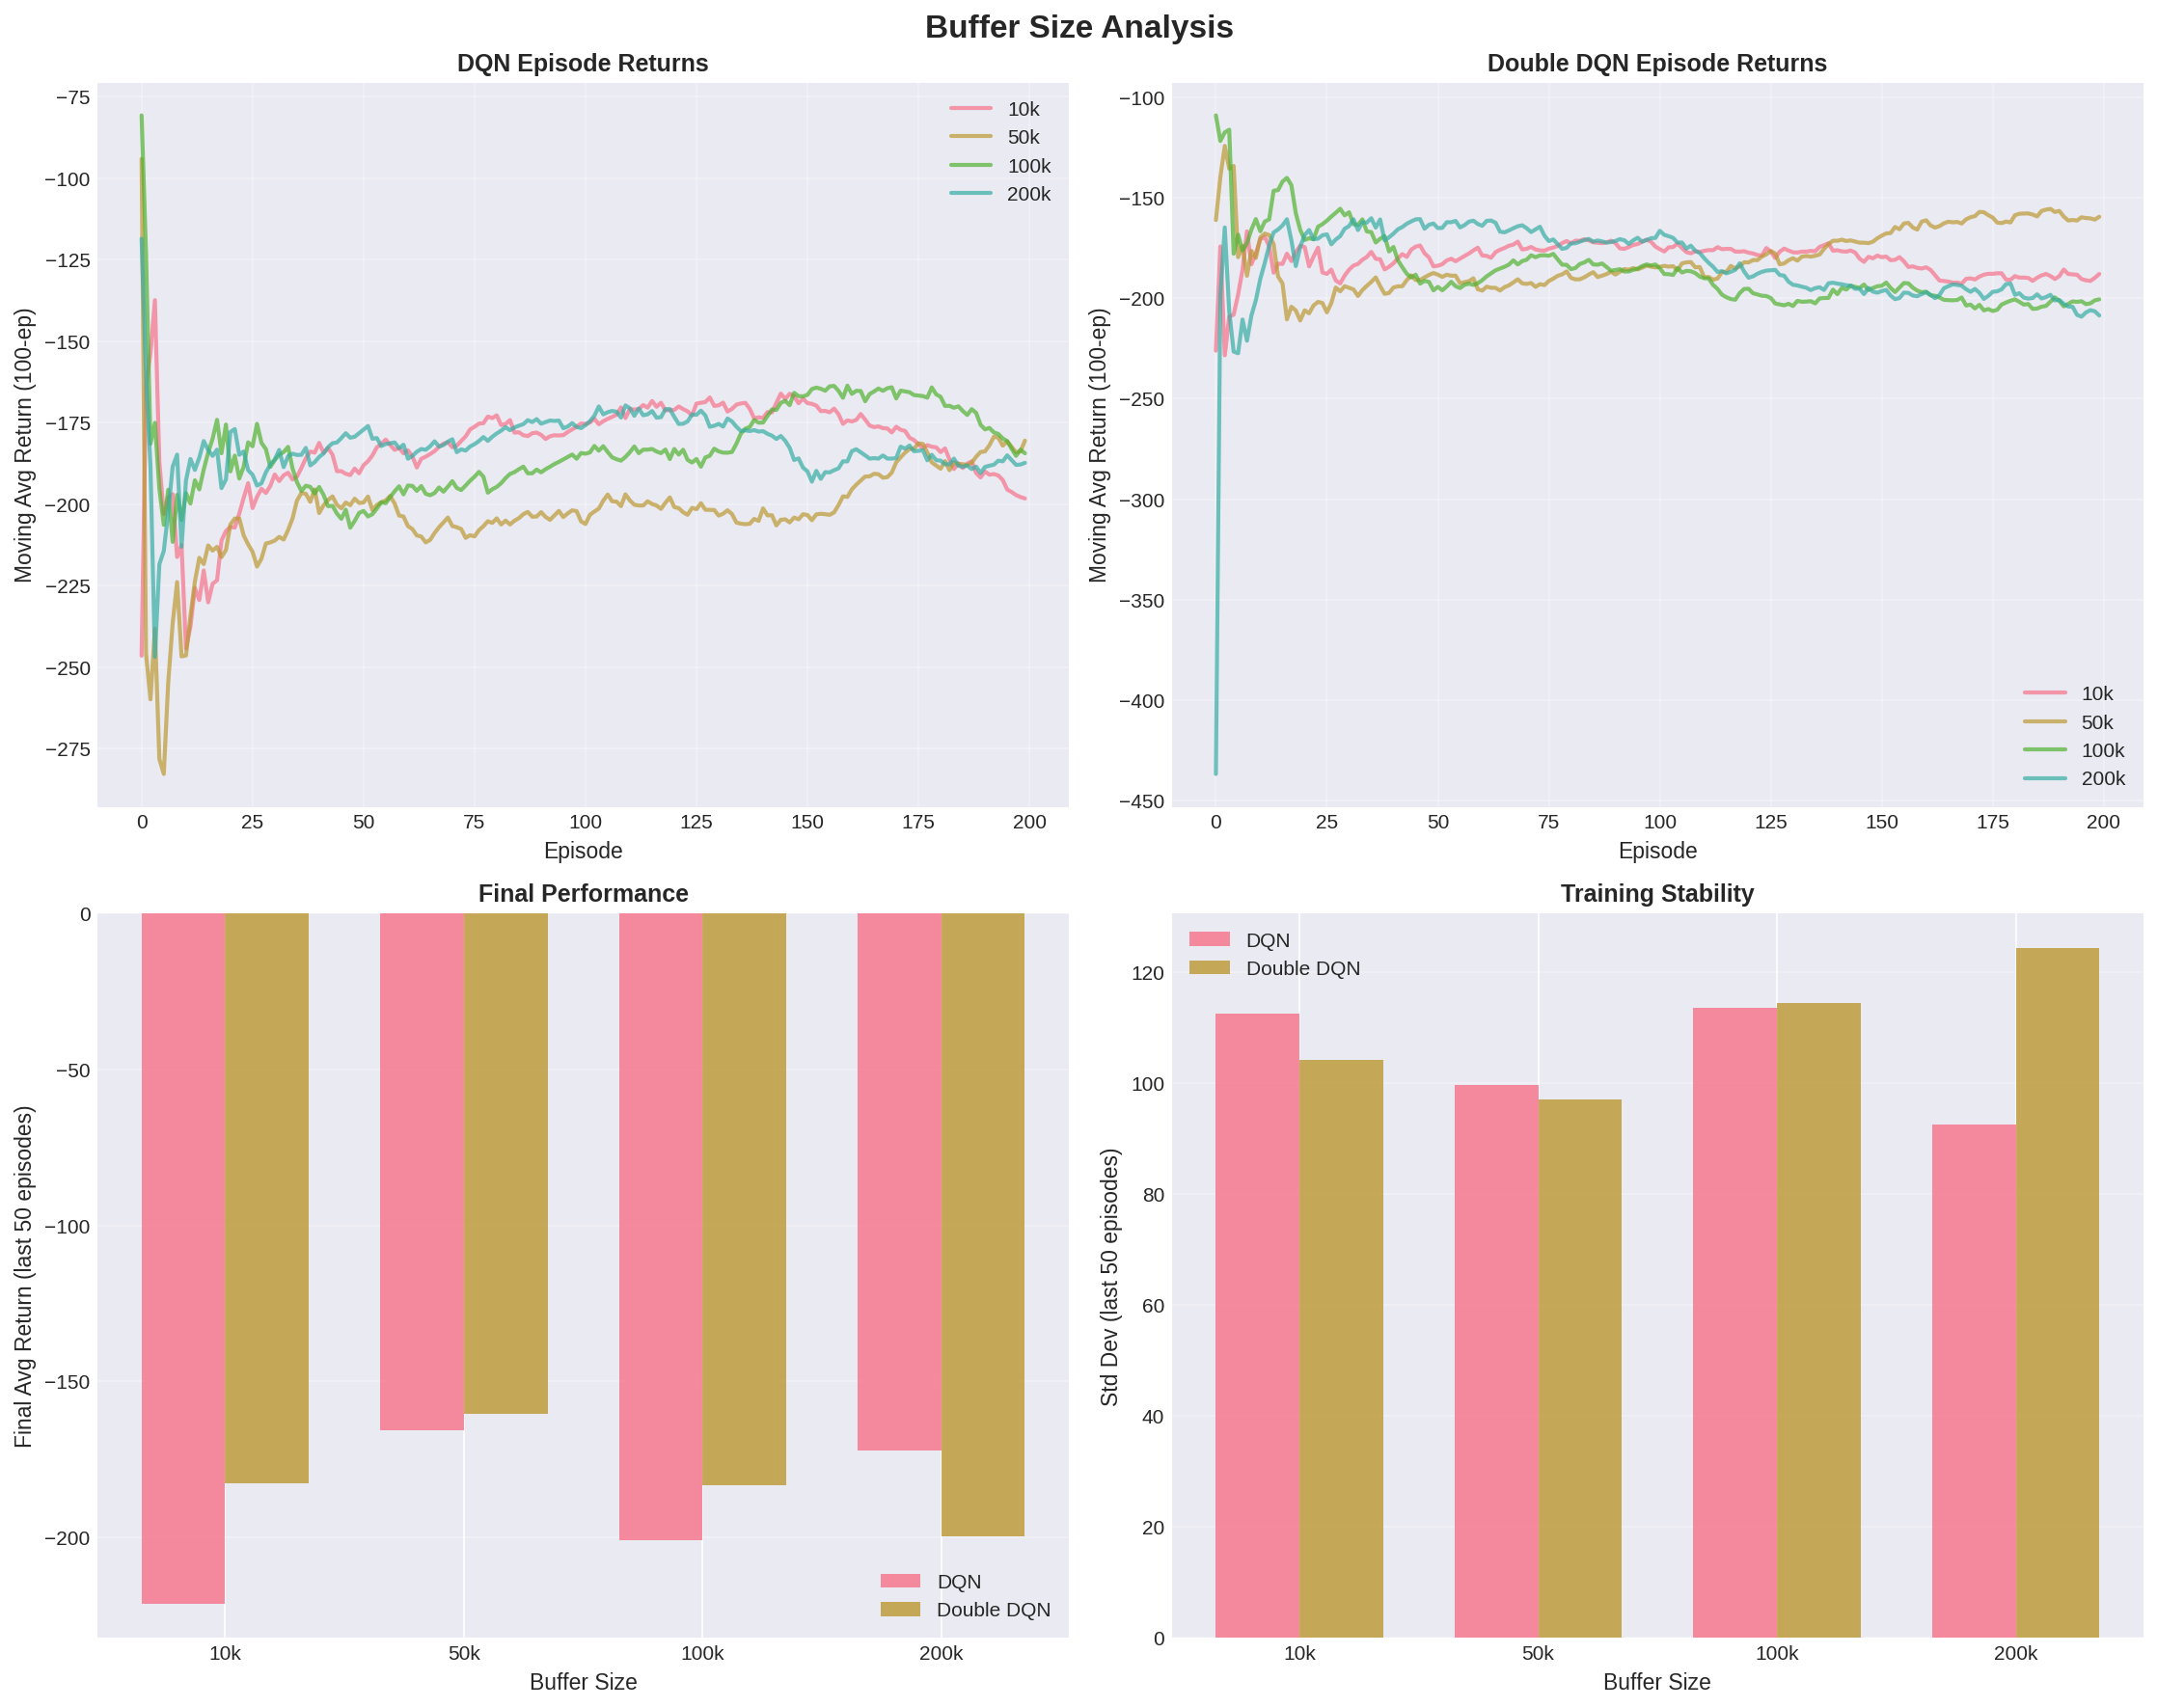 Buffer Size Analysis
DQN Episode Returns
−75
−100
−125
−150
−175
−200
−225
−250
−275
Moving Avg Return (100-ep)
0 25 50 75 100 125 150 175 200
Episode
10k
50k
100k
200k
Double DQN Episode Returns
−100
−150
−200
−250
−300
−350
−400
−450
Moving Avg Return (100-ep)
0 25 50 75 100 125 150 175 200
Episode
10k
50k
100k
200k
Final Performance
0
−50
−100
−150
−200
Final Avg Return (last 50 episodes)
DQN
Double DQN
10k 50k 100k 200k
Buffer Size
Training Stability
DQN
Double DQN
120
100
80
60
40
20
0
Std Dev (last 50 episodes)
10k 50k 100k 200k
Buffer Size